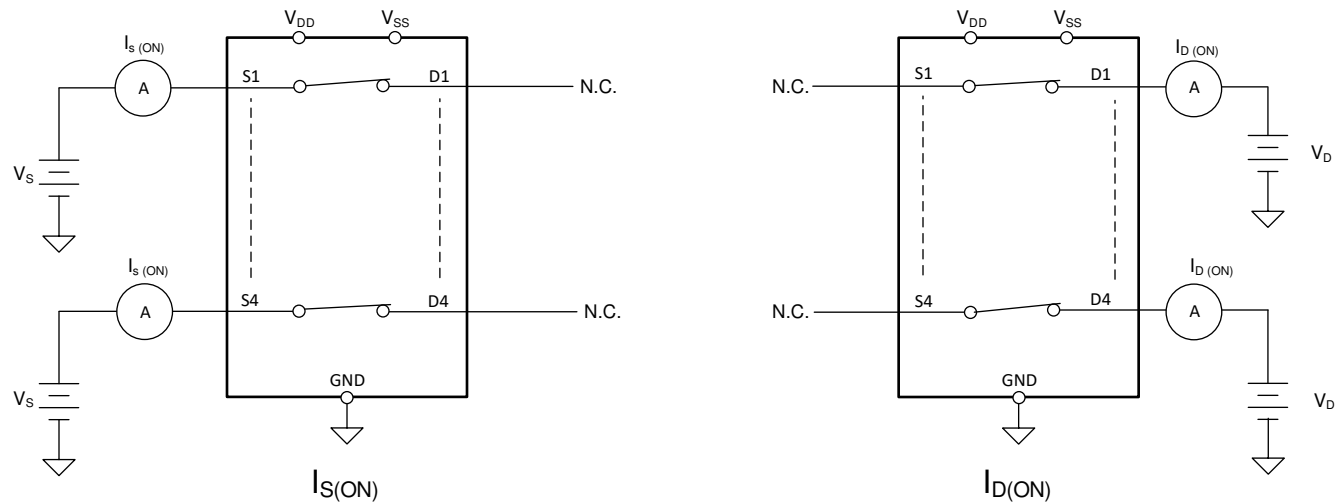 VDD VSS
Is (ON)
A S1 D1 N.C.
VS
Is (ON)
A S4 D4 N.C.
VS
GND
IS(ON)
VDD VSS
ID (ON)
N.C. S1 D1 A
VD
ID (ON)
N.C. S4 D4 A
VD
GND
ID(ON)